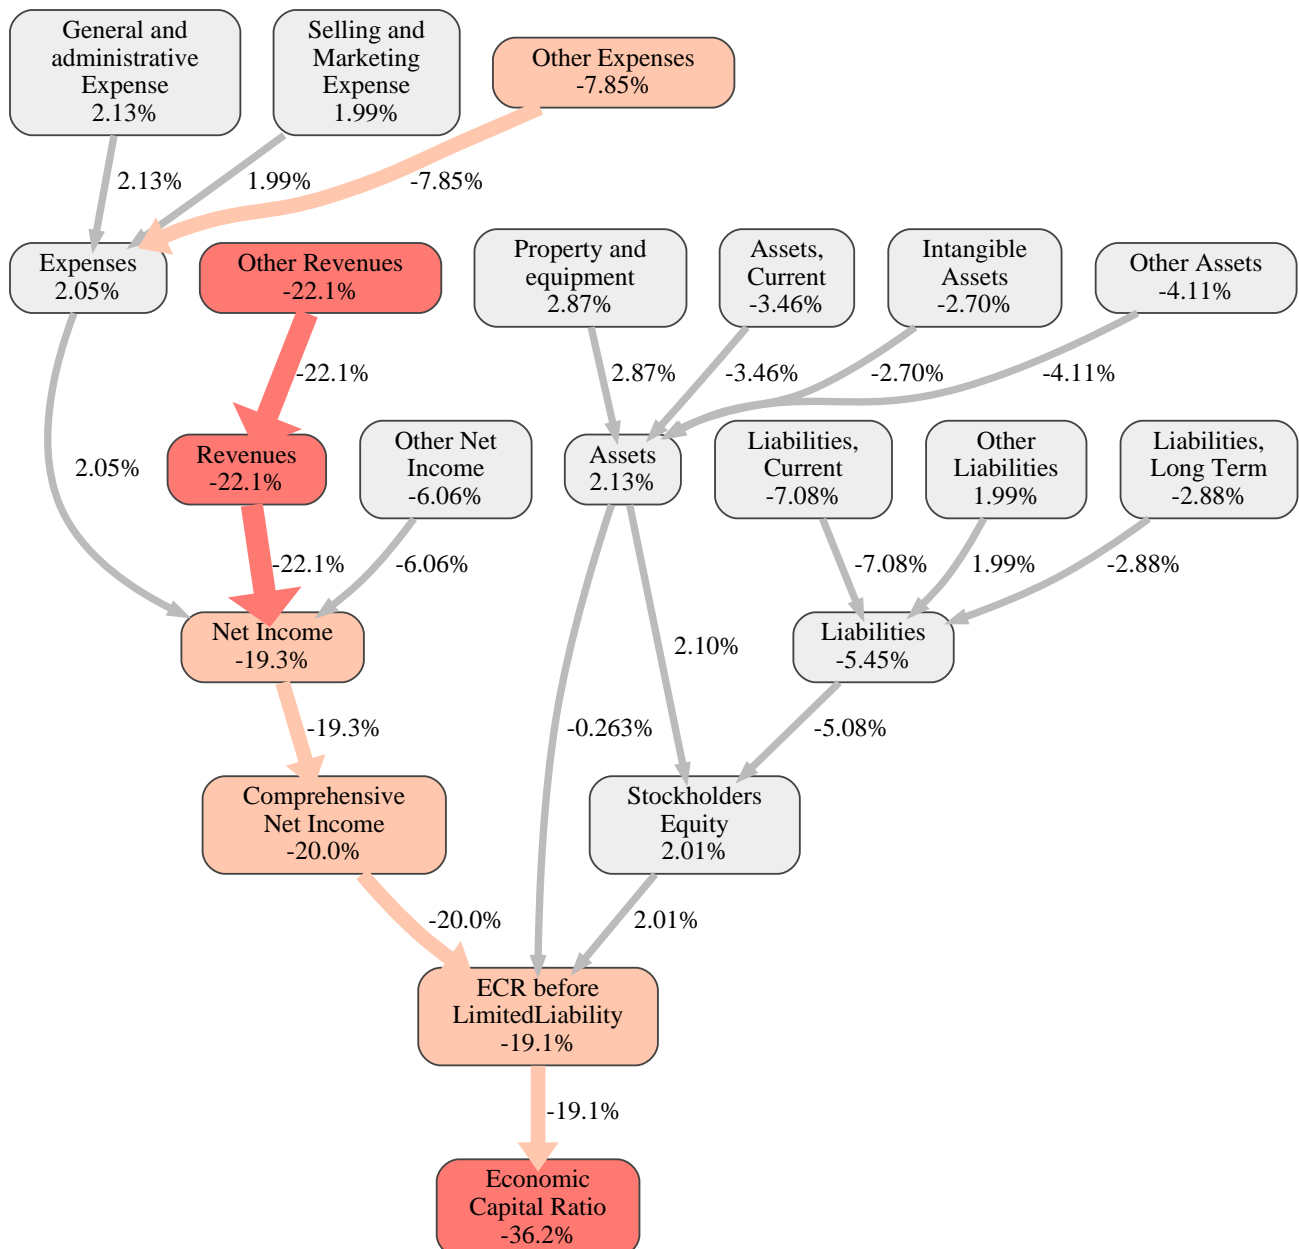 General and
administrative
Expense
2.13%
Selling and
Marketing
Expense
1.99%
Other Expenses
-7.85%
2.13%
1.99%
-7.85%
Expenses
2.05%
Other Revenues
-22.1%
Property and
equipment
2.87%
Assets,
Current
-3.46%
Intangible
Assets
-2.70%
Other Assets
-4.11%
-22.1%
2.87%
-3.46%
-2.70%
-4.11%
2.05%
Revenues
-22.1%
Other Net
Income
-6.06%
Assets
2.13%
Liabilities,
Current
-7.08%
Other
Liabilities
1.99%
Liabilities,
Long Term
-2.88%
-22.1%
-6.06%
-7.08%
1.99%
-2.88%
Net Income
-19.3%
2.10%
Liabilities
-5.45%
-19.3%
-0.263%
-5.08%
Comprehensive
Net Income
-20.0%
Stockholders
Equity
2.01%
-20.0%
2.01%
ECR before
LimitedLiability
-19.1%
-19.1%
Economic
Capital Ratio
-36.2%